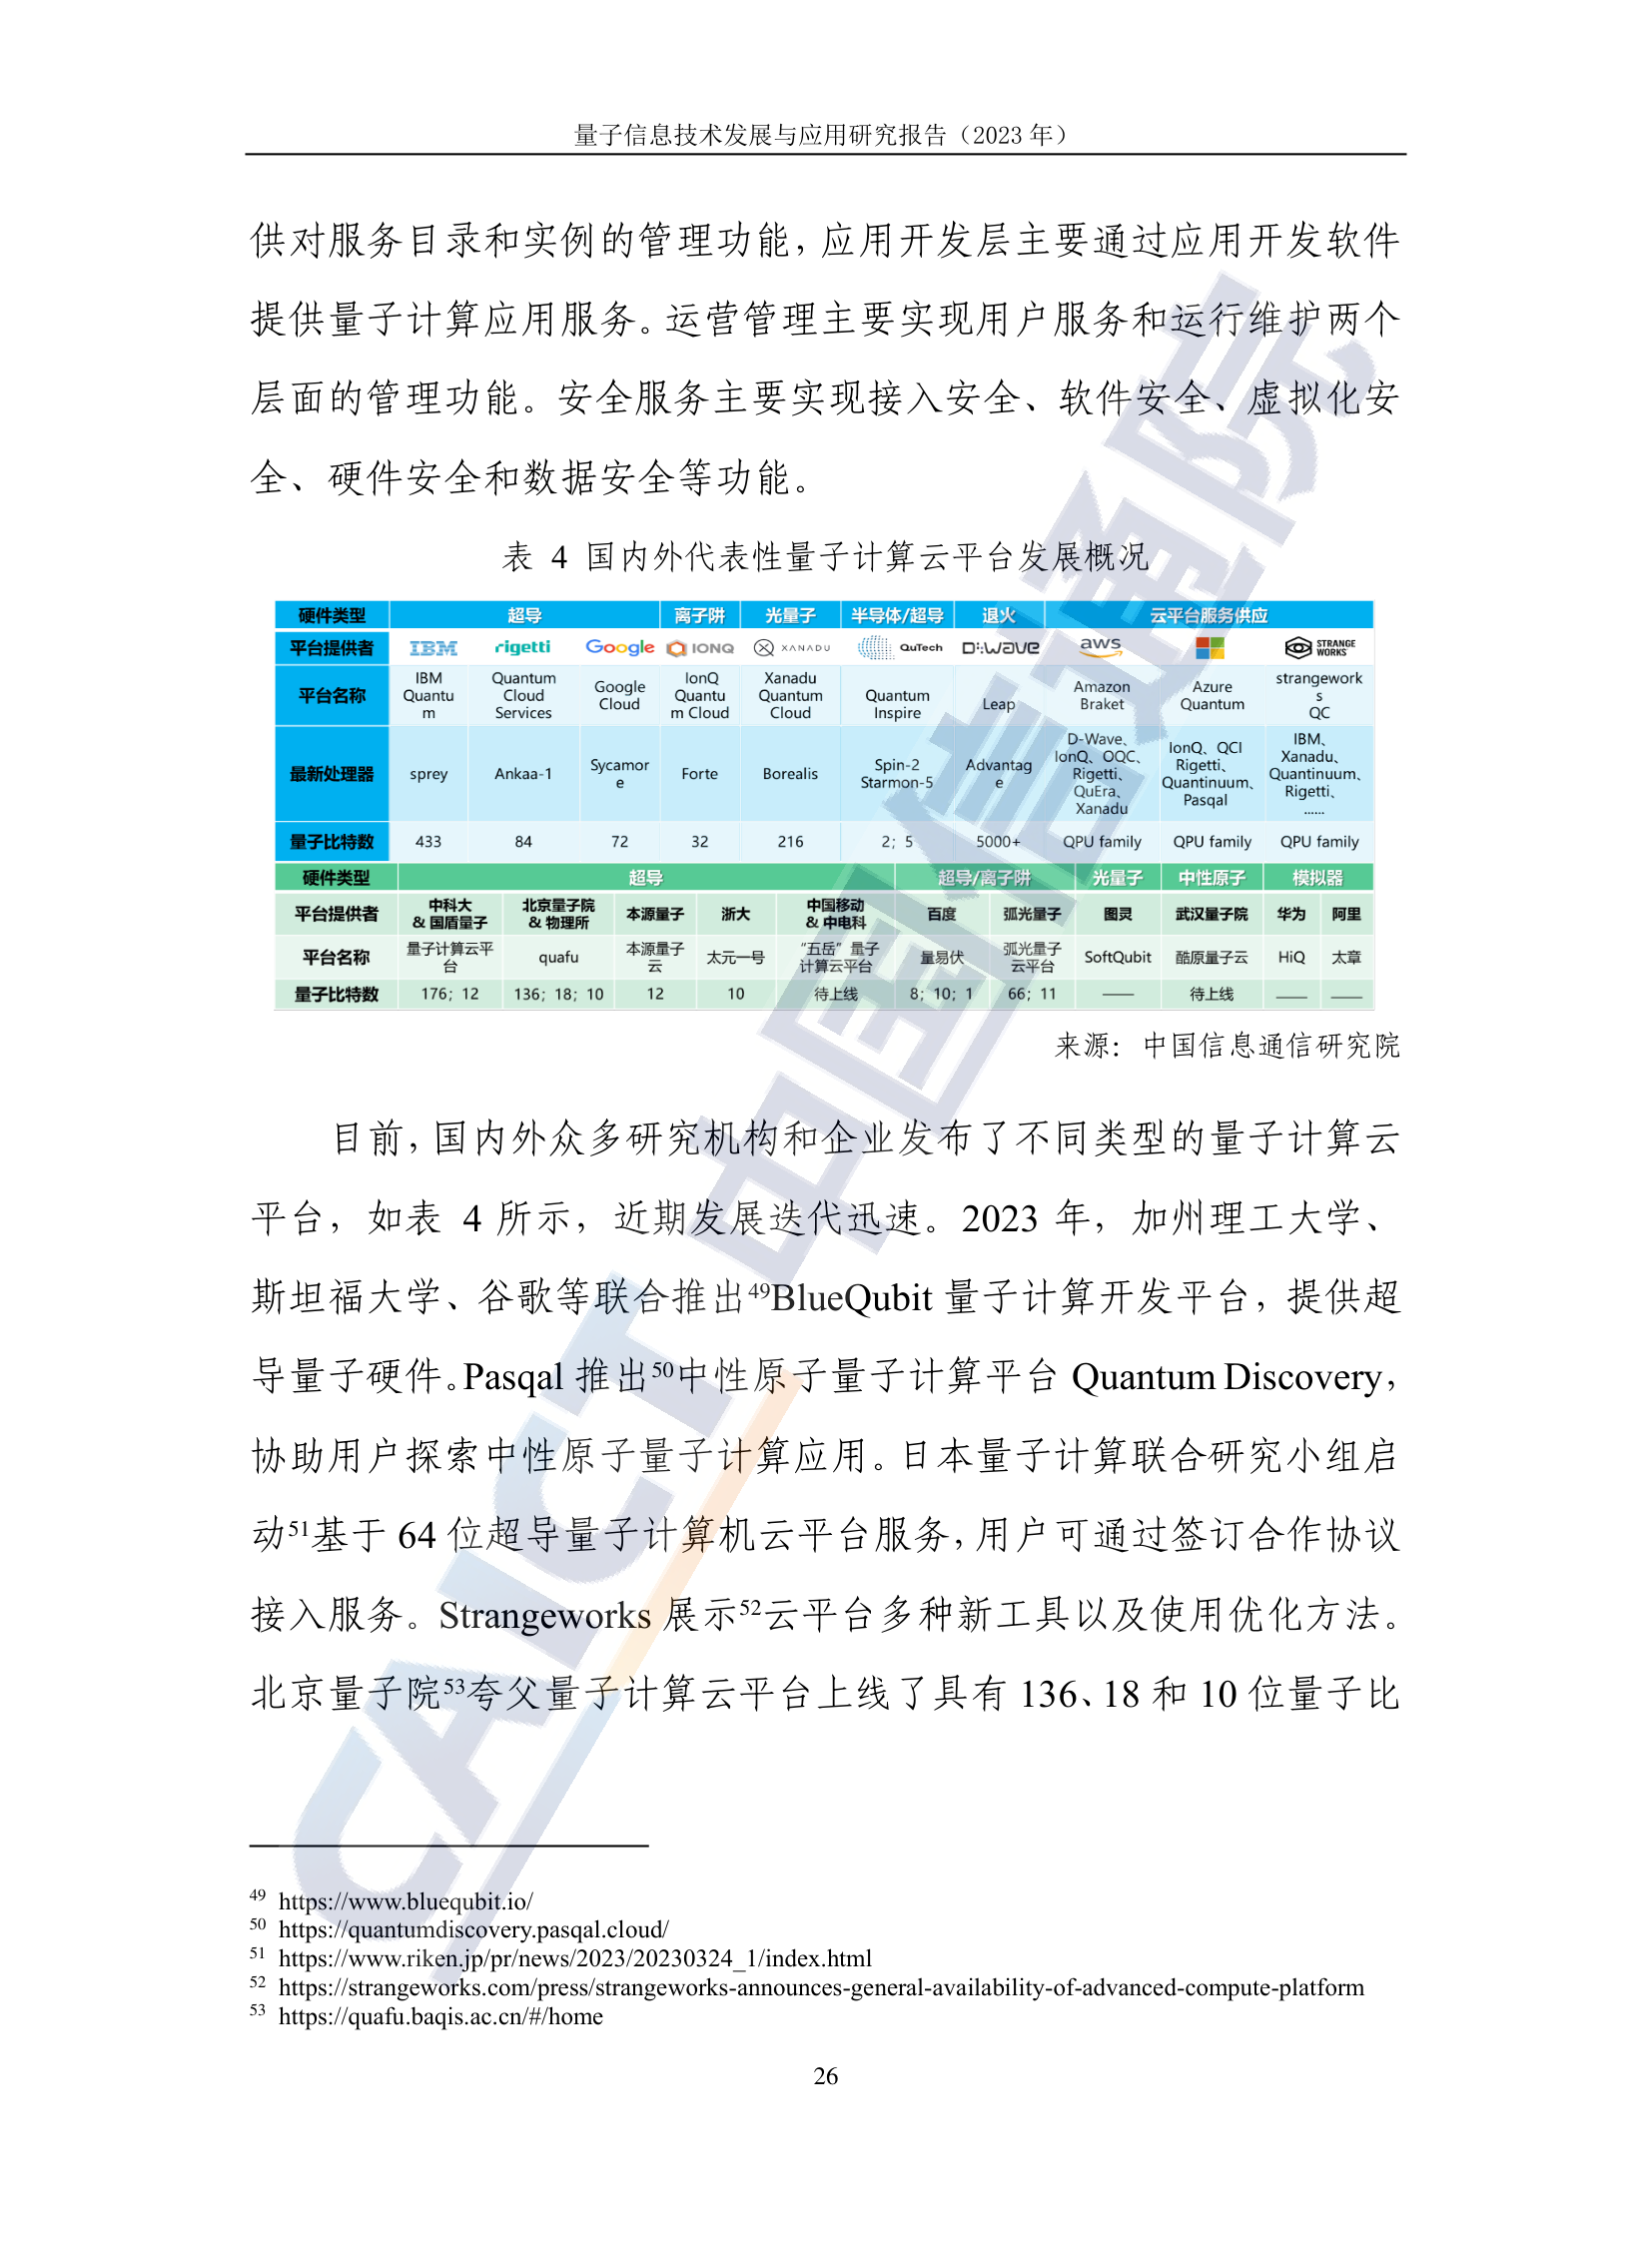 量子信息技术发展与应用研究报告（2023 年）
供对服务目录和实例的管理功能，应用开发层主要通过应用开发软件
提供量子计算应用服务。运营管理主要实现用户服务和运行维护两个
层面的管理功能。安全服务主要实现接入安全、软件安全、虚拟化安
全、硬件安全和数据安全等功能。
表 4 国内外代表性量子计算云平台发展概况
硬件类型 超导 离子阱 光量子 半导体/超导 退火 云平台服务供应
平台提供者 IBM rigetti Google IONQ XANADU QuTech D:wave aws STRANGE WORKS
平台名称 IBM Quantum Quantum Cloud Services Google Cloud IonQ Quantum Cloud Xanadu Quantum Cloud Quantum Inspire Leap Amazon Braket Azure Quantum strangeworks QC
最新处理器 sprey Ankaa-1 Sycamore Forte Borealis Spin-2 Starmon-5 Advantage D-Wave、IonQ、OQC、Rigetti、QuEra、Xanadu IonQ、QCI Rigetti、Quantinuum、Pasqal IBM、Xanadu、Quantinuum、Rigetti、......
量子比特数 433 84 72 32 216 2；5 5000+ QPU family QPU family QPU family
硬件类型 超导 超导/离子阱 光量子 中性原子 模拟器
平台提供者 中科大 & 国盾量子 北京量子院 & 物理所 本源量子 浙大 中国移动 & 中电科 百度 弧光量子 图灵 武汉量子院 华为 阿里
平台名称 量子计算云平台 quafu 本源量子云 太元一号 “五岳”量子计算云平台 量易伏 弧光量子云平台 SoftQubit 酷原量子云 HiQ 太章
量子比特数 176；12 136；18；10 12 10 待上线 8；10；1 66；11 —— 待上线 —— ——
来源：中国信息通信研究院
目前，国内外众多研究机构和企业发布了不同类型的量子计算云
平台，如表 4 所示，近期发展迭代迅速。2023 年，加州理工大学、
斯坦福大学、谷歌等联合推出49BlueQubit 量子计算开发平台，提供超
导量子硬件。Pasqal 推出50中性原子量子计算平台 Quantum Discovery，
协助用户探索中性原子量子计算应用。日本量子计算联合研究小组启
动51基于 64 位超导量子计算机云平台服务，用户可通过签订合作协议
接入服务。Strangeworks 展示52云平台多种新工具以及使用优化方法。
北京量子院53夸父量子计算云平台上线了具有 136、18 和 10 位量子比
49 https://www.bluequbit.io/
50 https://quantumdiscovery.pasqal.cloud/
51 https://www.riken.jp/pr/news/2023/20230324_1/index.html
52 https://strangeworks.com/press/strangeworks-announces-general-availability-of-advanced-compute-platform
53 https://quafu.baqis.ac.cn/#/home
26
CAICT 中国信通院